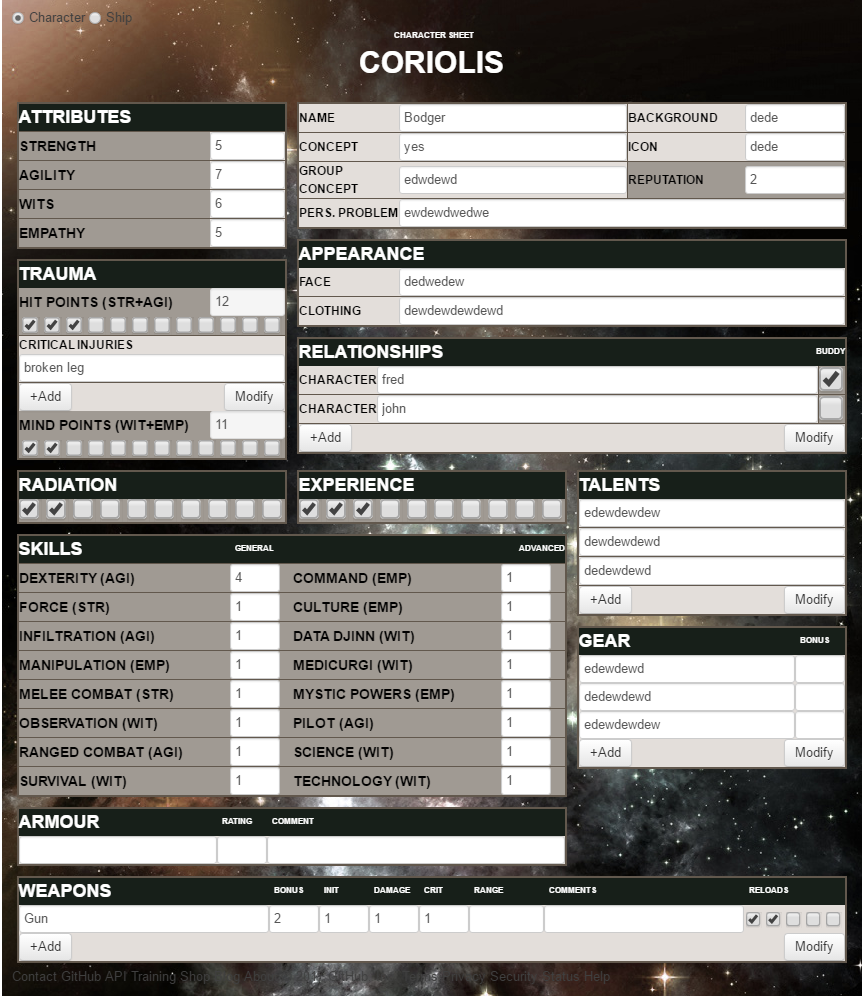 Character Ship
CHARACTER SHEET
CORIOLIS
ATTRIBUTES
STRENGTH 5
AGILITY 7
WITS 6
EMPATHY 5
NAME Bodger BACKGROUND dede
CONCEPT yes ICON dede
GROUP CONCEPT edwdewd REPUTATION 2
PERS. PROBLEM ewdewdwedwe
TRAUMA
HIT POINTS (STR+AGI) 12
CRITICAL INJURIES
broken leg
+Add Modify
MIND POINTS (WIT+EMP) 11
APPEARANCE
FACE dedwedew
CLOTHING dewdewdewdewd
RELATIONSHIPS BUDDY
CHARACTER fred
CHARACTER john
+Add Modify
RADIATION
EXPERIENCE
TALENTS
edewdewdew
dewdewdewd
dedewdewd
+Add Modify
SKILLS GENERAL ADVANCED
DEXTERITY (AGI) 4 COMMAND (EMP) 1
FORCE (STR) 1 CULTURE (EMP) 1
INFILTRATION (AGI) 1 DATA DJINN (WIT) 1
MANIPULATION (EMP) 1 MEDICURGI (WIT) 1
MELEE COMBAT (STR) 1 MYSTIC POWERS (EMP) 1
OBSERVATION (WIT) 1 PILOT (AGI) 1
RANGED COMBAT (AGI) 1 SCIENCE (WIT) 1
SURVIVAL (WIT) 1 TECHNOLOGY (WIT) 1
GEAR BONUS
edewdewd
dedewdewd
edewdewdew
+Add Modify
ARMOUR RATING COMMENT
WEAPONS BONUS INIT DAMAGE CRIT RANGE COMMENTS RELOADS
Gun 2 1 1 1
+Add Modify
Contact GitHub API Training Security Status Help